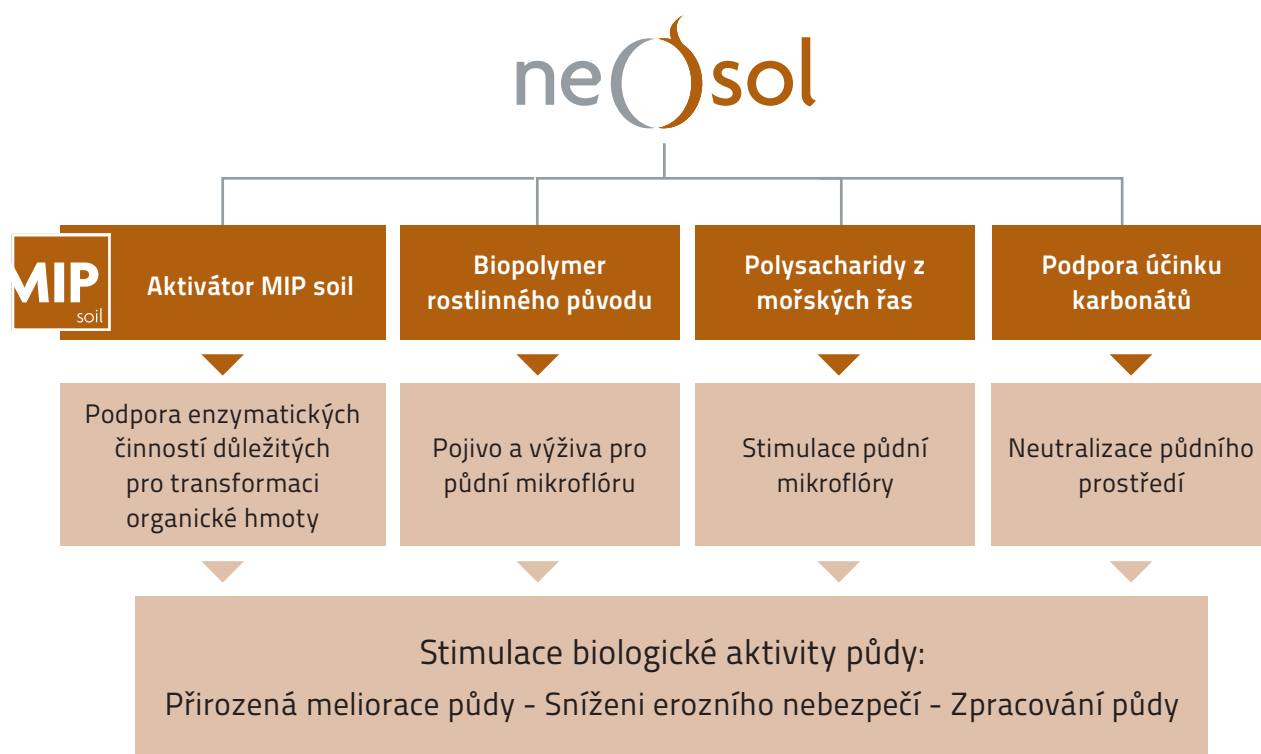 neosol
MIP
soil
Aktivátor MIP soil
Biopolymer
rostlinného původu
Polysacharidy z
mořských řas
Podpora účinku
karbonátů
Podpora enzymatických
činností důležitých
pro transformaci
organické hmoty
Pojivo a výživa pro
půdní mikroflóru
Stimulace půdní
mikroflóry
Neutralizace půdního
prostředí
Stimulace biologické aktivity půdy:
Přirozená meliorace půdy - Sníženi erozního nebezpečí - Zpracování půdy